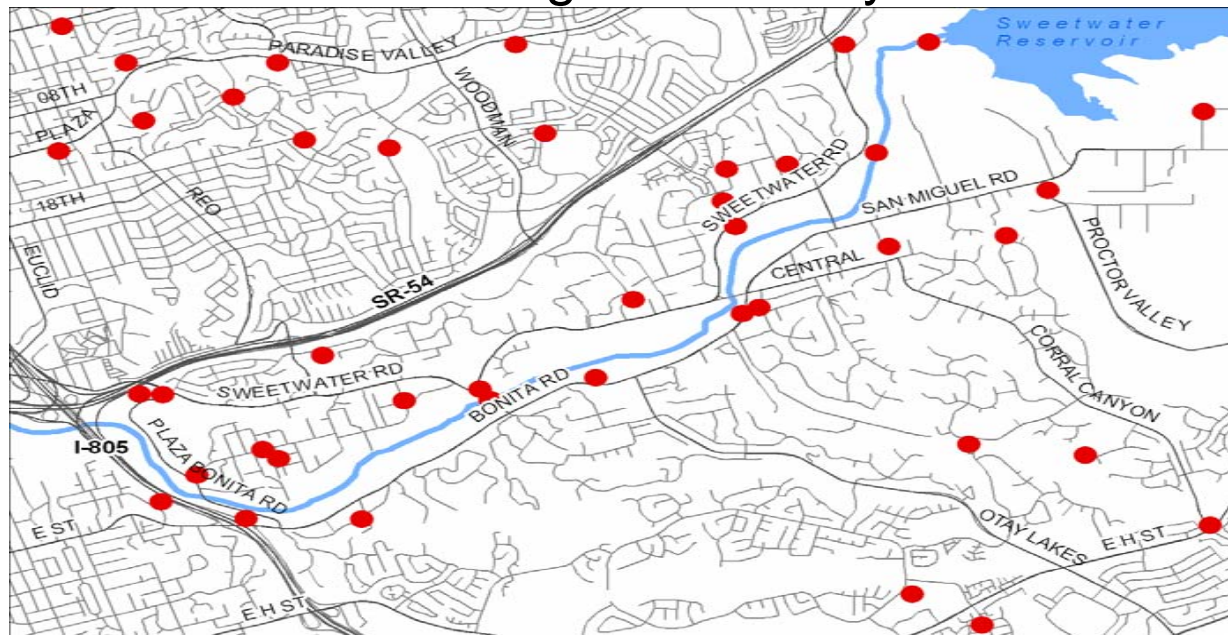 Sweetwater
Reservoir
PARADISE VALLEY
WOODMAN
08TH
PLAZA
18TH
REO
EUCLID
SR-54
SWEETWATER RD
SAN MIGUEL RD
CENTRAL
PROCTOR VALLEY
CORRAL CANYON
SWEETWATER RD
BONITA RD
I-805
PLAZA BONITA RD
E ST
E H ST
OTAY LAKES
E H ST